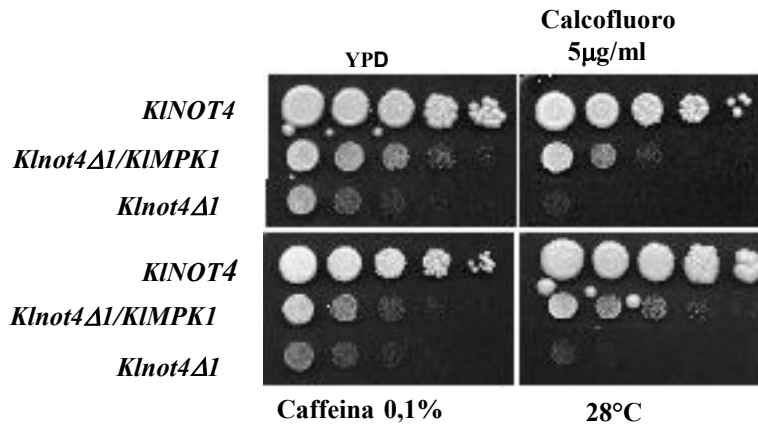 Calcofluoro
YPD 5µg/ml
KlNOT4
Klnot4Δ1/KlMPK1
Klnot4Δ1
KlNOT4
Klnot4Δ1/KlMPK1
Klnot4Δ1
Caffeina 0,1% 28°C